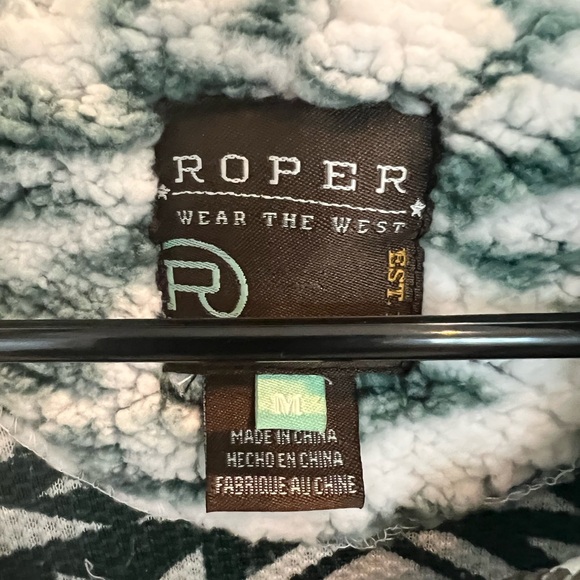 ROPER
WEAR THE WEST
R
EST
M
MADE IN CHINA
HECHO EN CHINA
FABRIQUE AU CHINE